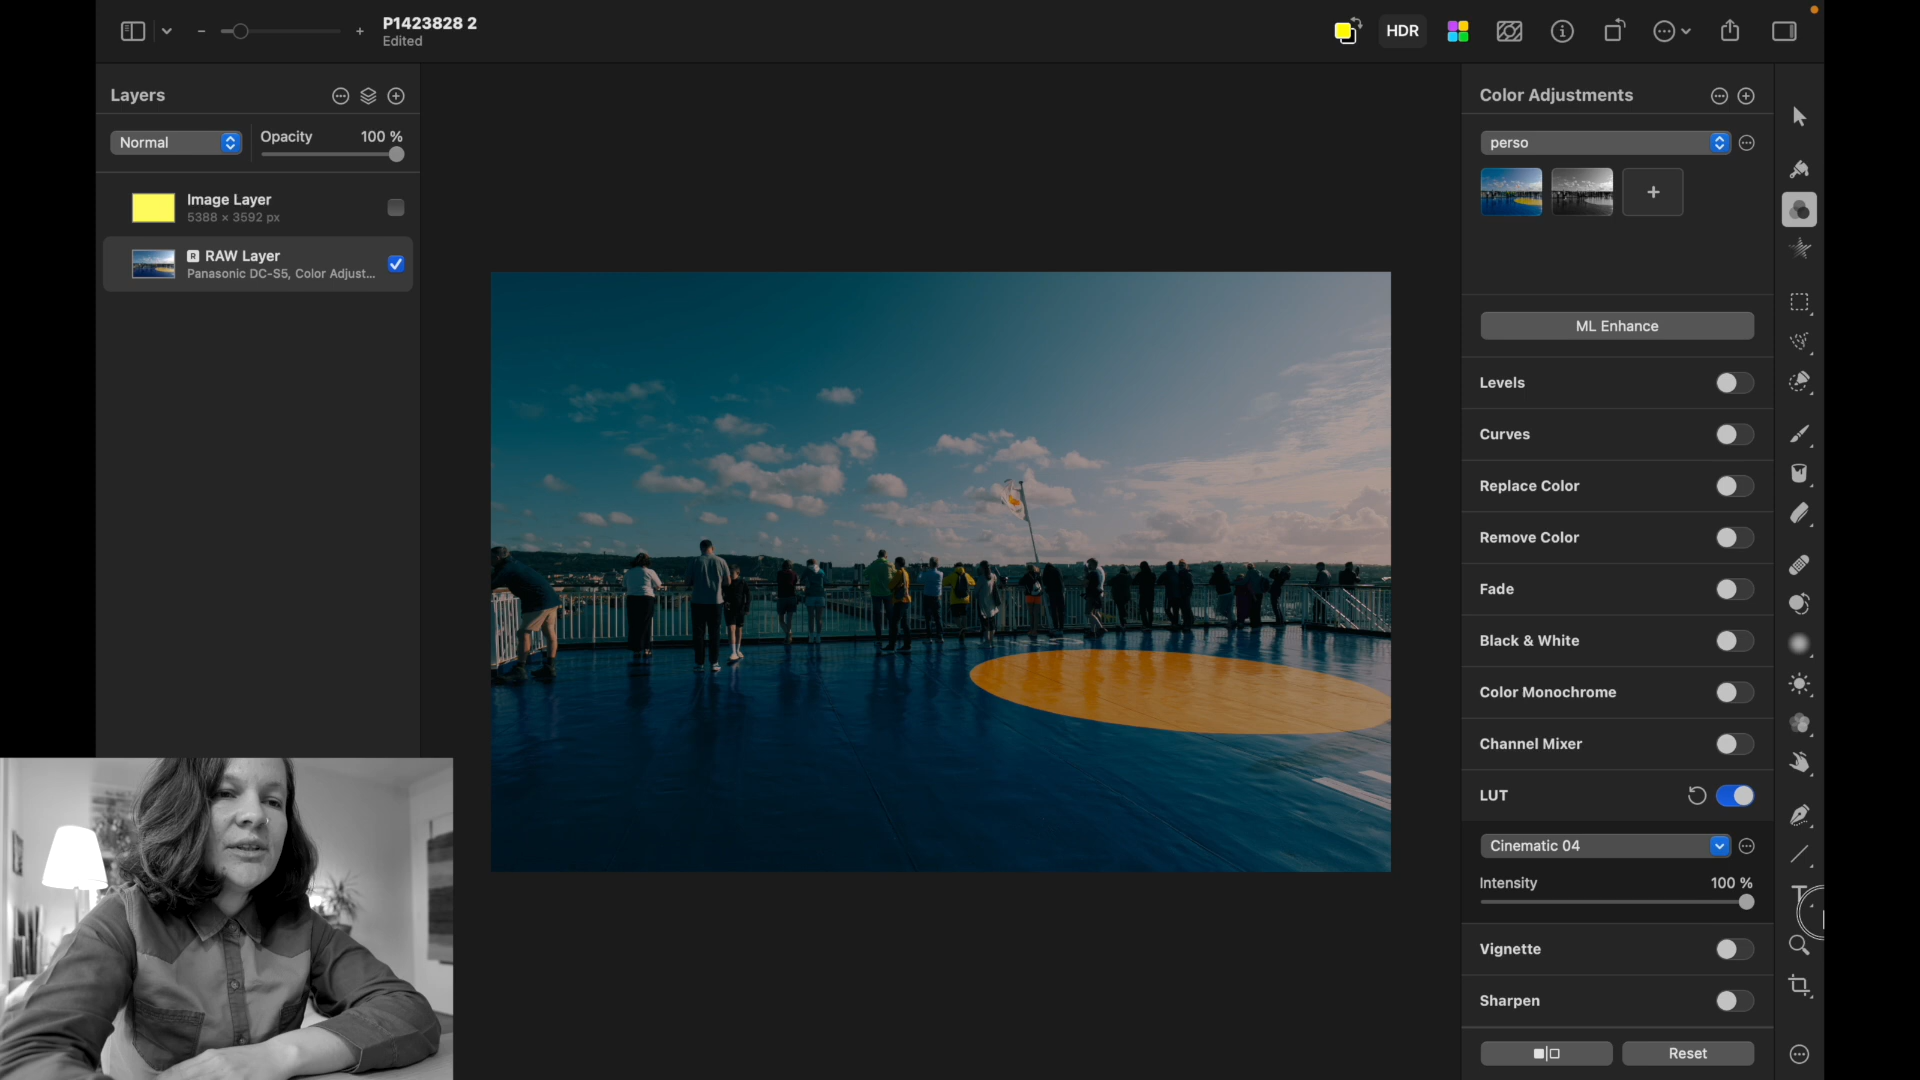 P1423828 2
Edited
HDR
Layers
Normal
Opacity
100 %
Image Layer
5388 × 3592 px
R RAW Layer
Panasonic DC-S5, Color Adjust...
Color Adjustments
perso
ML Enhance
Levels
Curves
Replace Color
Remove Color
Fade
Black & White
Color Monochrome
Channel Mixer
LUT
Cinematic 04
Intensity
100 %
Vignette
Sharpen
Reset